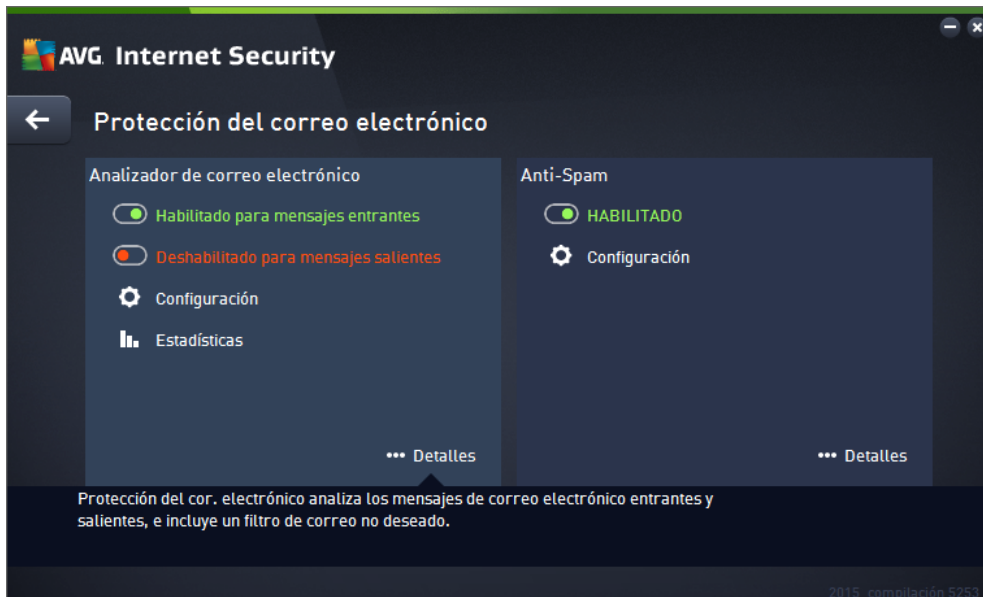 AVG. Internet Security
Protección del correo electrónico
Analizador de correo electrónico
Habilitado para mensajes entrantes
Deshabilitado para mensajes salientes
Configuración
Estadísticas
Detalles
Anti-Spam
HABILITADO
Configuración
Detalles
Protección del cor. electrónico analiza los mensajes de correo electrónico entrantes y
salientes, e incluye un filtro de correo no deseado.
2015 compilación 5253